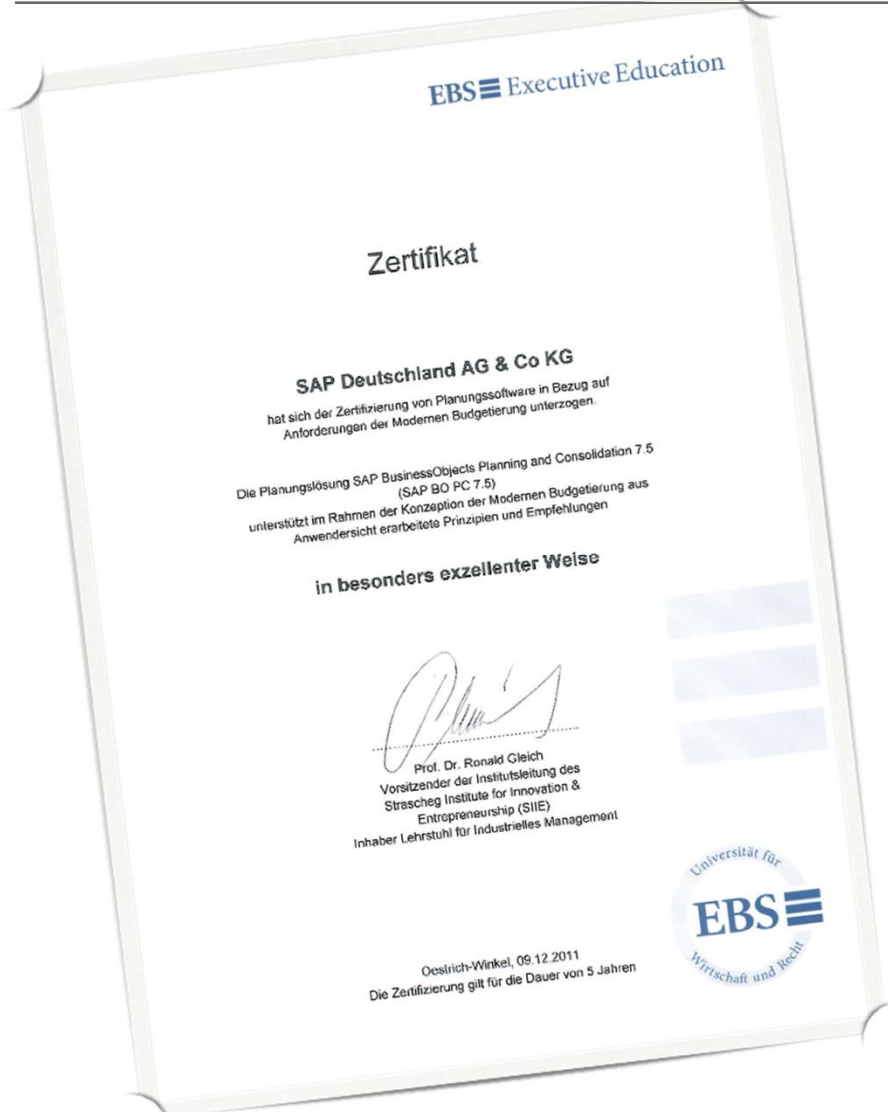 EBS Executive Education
Zertifikat
SAP Deutschland AG & Co KG
hat sich der Zertifizierung von Planungssoftware in Bezug auf
Anforderungen der Modernen Budgetierung unterzogen.
Die Planungslösung SAP BusinessObjects Planning and Consolidation 7.5
(SAP BO PC 7.5)
unterstützt im Rahmen der Konzeption der Modernen Budgetierung aus
Anwendersicht erarbeitete Prinzipien und Empfehlungen
in besonders exzellenter Weise
Prof. Dr. Ronald Gleich
Vorsitzender der Institutsleitung des
Strascheg Institute for Innovation &
Entrepreneurship (SIIE)
Inhaber Lehrstuhl für Industrielles Management
Universität für
EBS
Wirtschaft und Recht
Oestrich-Winkel, 09.12.2011
Die Zertifizierung gilt für die Dauer von 5 Jahren